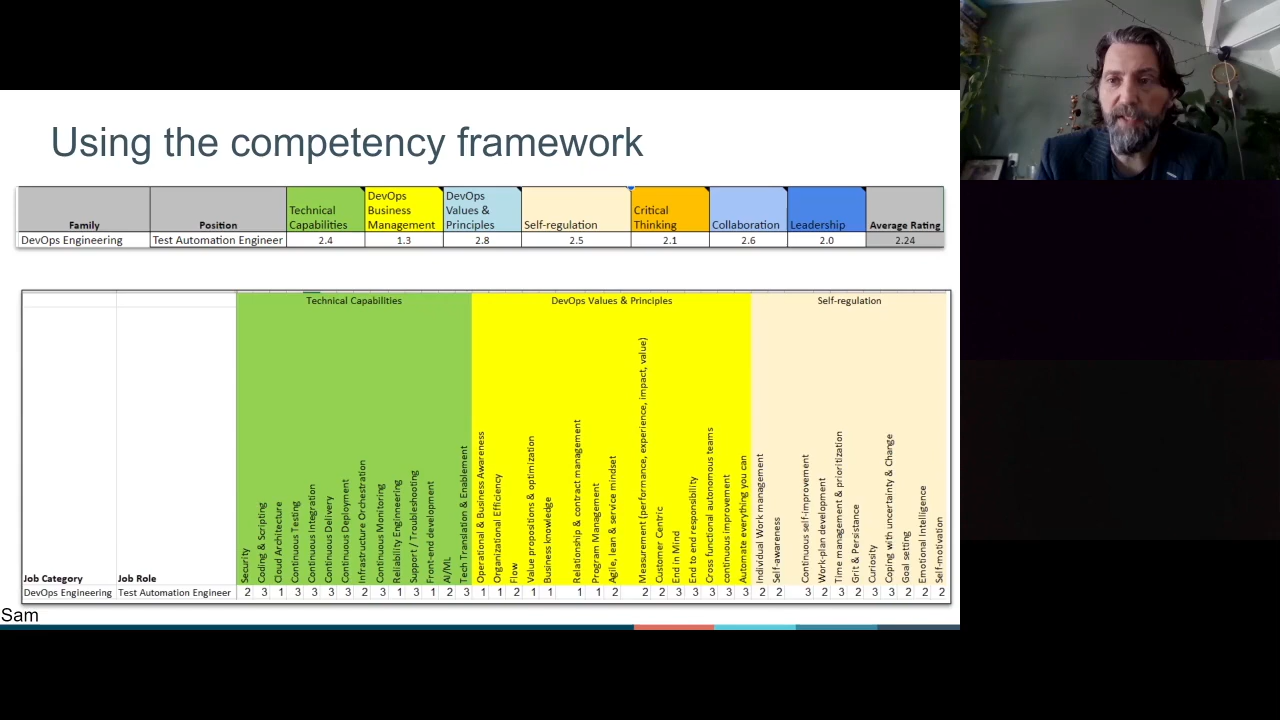 Using the competency framework
Family
Position
Technical
Capabilities
DevOps
Business
Management
DevOps
Values &
Principles
Self-regulation
Critical
Thinking
Collaboration
Leadership
Average Rating
DevOps Engineering Test Automation Engineer 2.4 1.3 2.8 2.5 2.1 2.6 2.0 2.24
Technical Capabilities
DevOps Values & Principles
Self-regulation
Job Category
Job Role
Security
Coding & Scripting
Cloud Architecture
Continuous Testing
Continuous Integration
Continuous Delivery
Continuous Deployment
Infrastructure Orchestration
Continuous Monitoring
Reliability Engineering
Support / Troubleshooting
Front-end development
AI/ML
Tech Translation & Enablement
Operational & Business Awareness
Organizational Efficiency
Flow
Value propositions & optimization
Business knowledge
Relationship & contract management
Program Management
Agile, lean & service mindset
Measurement (performance, experience, impact, value)
Customer Centric
End in Mind
End to end responsibility
Cross functional autonomous teams
continuous improvement
Automate everything you can
Individual Work management
Self-awareness
Continuous self-improvement
Workplan development
Time management & prioritization
Grit & Persistance
Curiosity
Coping with uncertainty & Change
Goal setting
Emotional Intelligence
Self-motivation
DevOps Engineering Test Automation Engineer 2 3 1 3 3 3 3 2 3 1 3 1 2 3 1 1 2 1 1 1 1 2 2 2 3 3 3 3 3 2 2 3 2 3 2 3 3 2 2 2
Sam